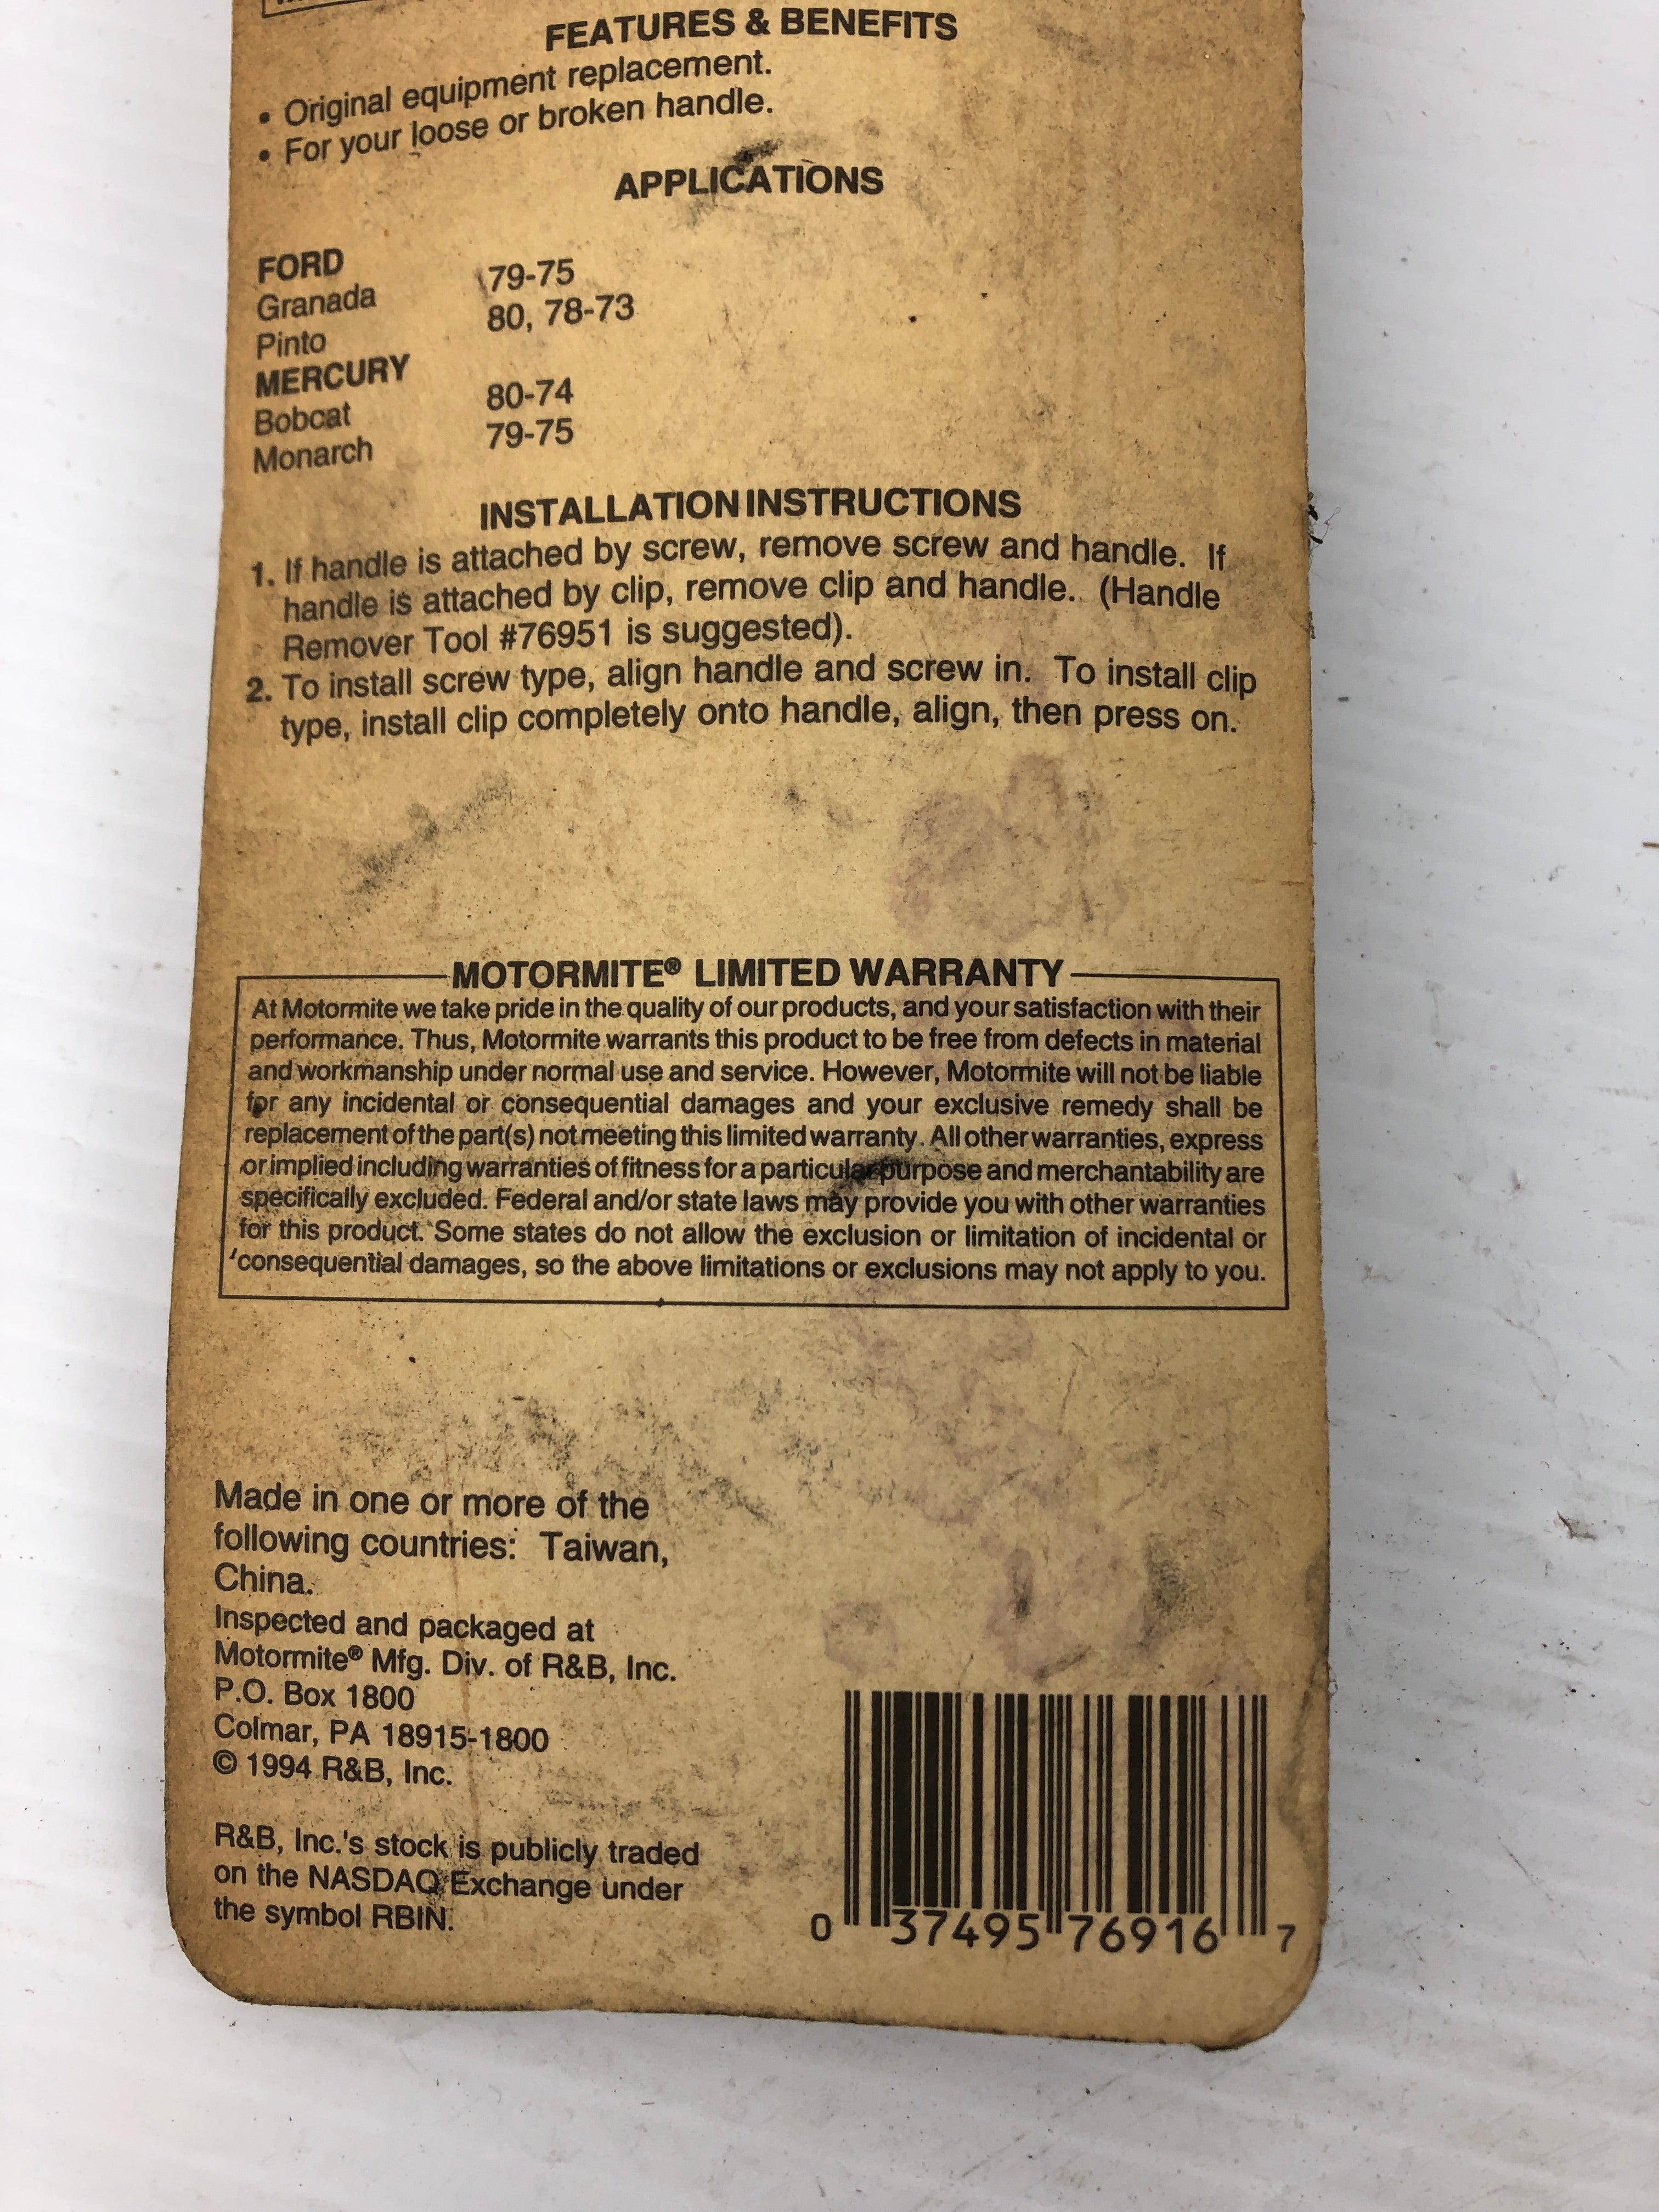 FEATURES & BENEFITS
• Original equipment replacement.
• For your loose or broken handle.
APPLICATIONS
FORD
Granada 79-75
Pinto 80, 78-73
MERCURY
Bobcat 80-74
Monarch 79-75
INSTALLATION INSTRUCTIONS
1. If handle is attached by screw, remove screw and handle. If
handle is attached by clip, remove clip and handle. (Handle
Remover Tool #76951 is suggested).
2. To install screw type, align handle and screw in. To install clip
type, install clip completely onto handle, align, then press on.
MOTORMITE® LIMITED WARRANTY
At Motormite we take pride in the quality of our products, and your satisfaction with their
performance. Thus, Motormite warrants this product to be free from defects in material
and workmanship under normal use and service. However, Motormite will not be liable
for any incidental or consequential damages and your exclusive remedy shall be
replacement of the part(s) not meeting this limited warranty. All other warranties, express
or implied including warranties of fitness for a particular purpose and merchantability are
specifically excluded. Federal and/or state laws may provide you with other warranties
for this product. Some states do not allow the exclusion or limitation of incidental or
consequential damages, so the above limitations or exclusions may not apply to you.
Made in one or more of the
following countries: Taiwan,
China.
Inspected and packaged at
Motormite® Mfg. Div. of R&B, Inc.
P.O. Box 1800
Colmar, PA 18915-1800
© 1994 R&B, Inc.
R&B, Inc.'s stock is publicly traded
on the NASDAQ Exchange under
the symbol RBIN.
0 37495 76916 7